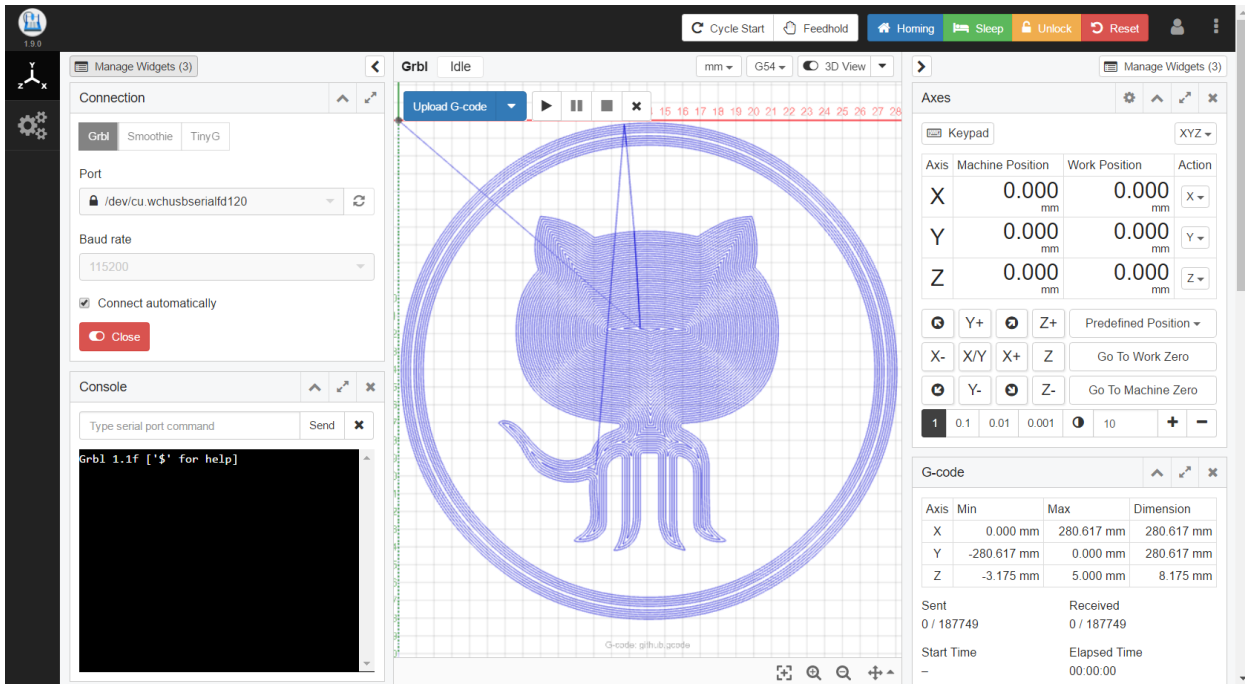 1.9.0
Cycle Start Feedhold Homing Sleep Unlock Reset
Manage Widgets (3)
Connection
Grbl Smoothie TinyG
Port
/dev/cu.wchusbserialfd120
Baud rate
115200
Connect automatically
Close
Console
Type serial port command Send
Grbl 1.1f ['$' for help]
Grbl Idle mm G54 3D View
Upload G-code
15 16 17 18 19 20 21 22 23 24 25 26 27 28
G-code: github.gcode
Manage Widgets (3)
Axes
Keypad XYZ
Axis Machine Position Work Position Action
X 0.000 mm 0.000 mm X
Y 0.000 mm 0.000 mm Y
Z 0.000 mm 0.000 mm Z
Y+ Z+ Predefined Position
X- X/Y X+ Z Go To Work Zero
Y- Z- Go To Machine Zero
1 0.1 0.01 0.001 10
G-code
Axis Min Max Dimension
X 0.000 mm 280.617 mm 280.617 mm
Y -280.617 mm 0.000 mm 280.617 mm
Z -3.175 mm 5.000 mm 8.175 mm
Sent Received
0 / 187749 0 / 187749
Start Time Elapsed Time
– 00:00:00